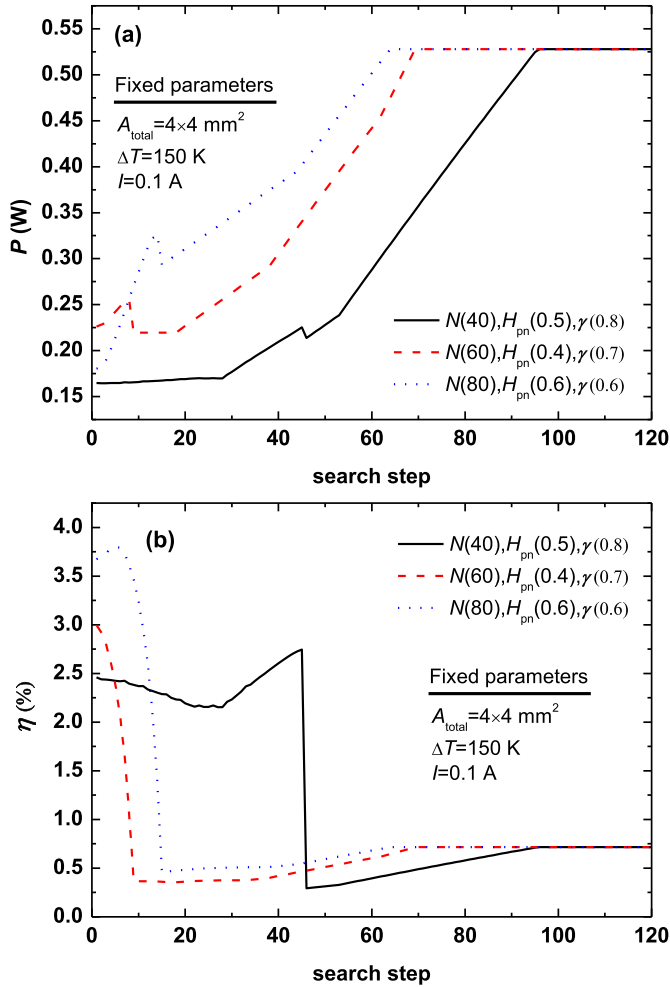 (a)
Fixed parameters
A_total=4×4 mm²
ΔT=150 K
I=0.1 A
N(40),H_pn(0.5),γ(0.8)
N(60),H_pn(0.4),γ(0.7)
N(80),H_pn(0.6),γ(0.6)
P (W)
0.55
0.50
0.45
0.40
0.35
0.30
0.25
0.20
0.15
0 20 40 60 80 100 120
search step
(b)
N(40),H_pn(0.5),γ(0.8)
N(60),H_pn(0.4),γ(0.7)
N(80),H_pn(0.6),γ(0.6)
Fixed parameters
A_total=4×4 mm²
ΔT=150 K
I=0.1 A
η (%)
4.0
3.5
3.0
2.5
2.0
1.5
1.0
0.5
0.0
0 20 40 60 80 100 120
search step